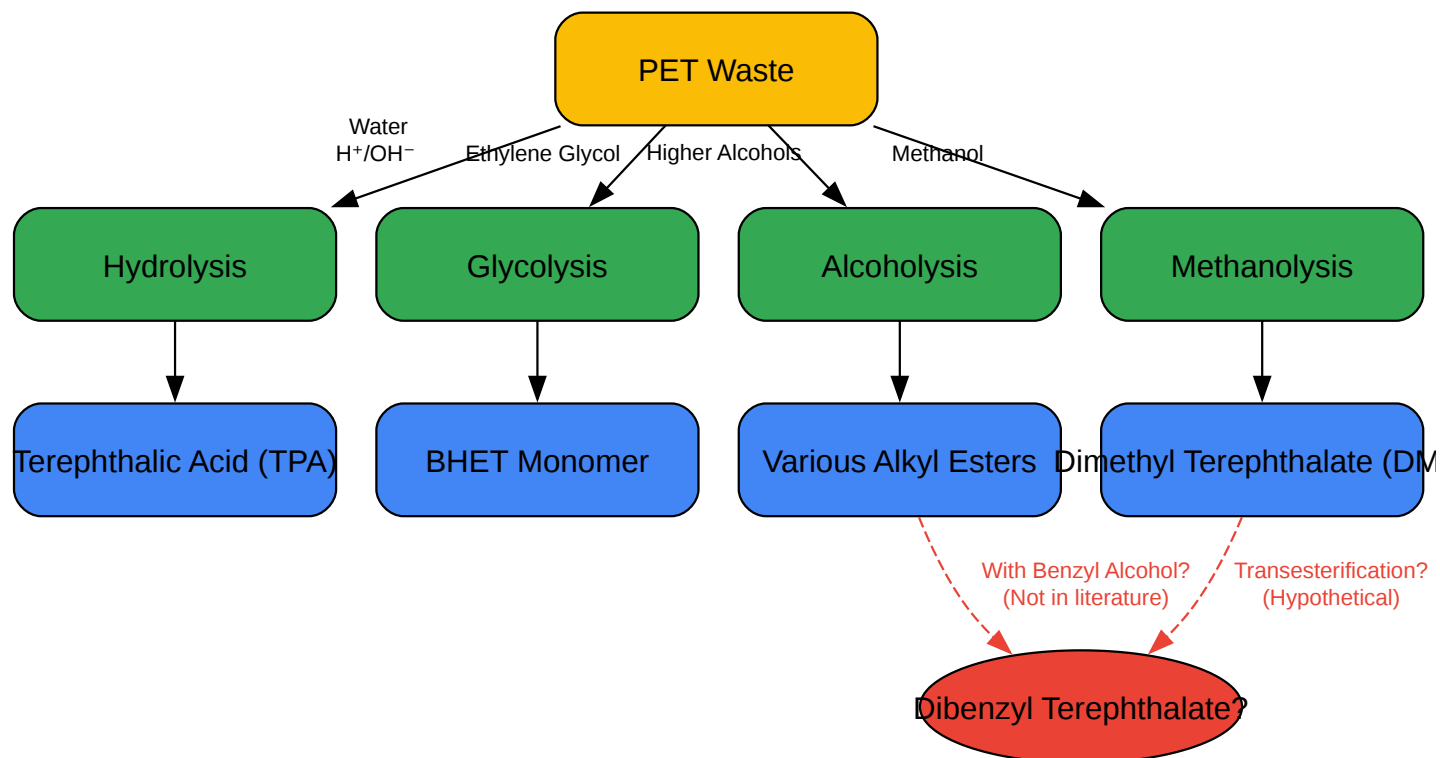 PET Waste
Water
H⁺/OH⁻
Ethylene Glycol
Higher Alcohols
Methanol
Hydrolysis
Glycolysis
Alcoholysis
Methanolysis
Terephthalic Acid (TPA)
BHET Monomer
Various Alkyl Esters
Dimethyl Terephthalate (DM
With Benzyl Alcohol?
(Not in literature)
Transesterification?
(Hypothetical)
Dibenzyl Terephthalate?